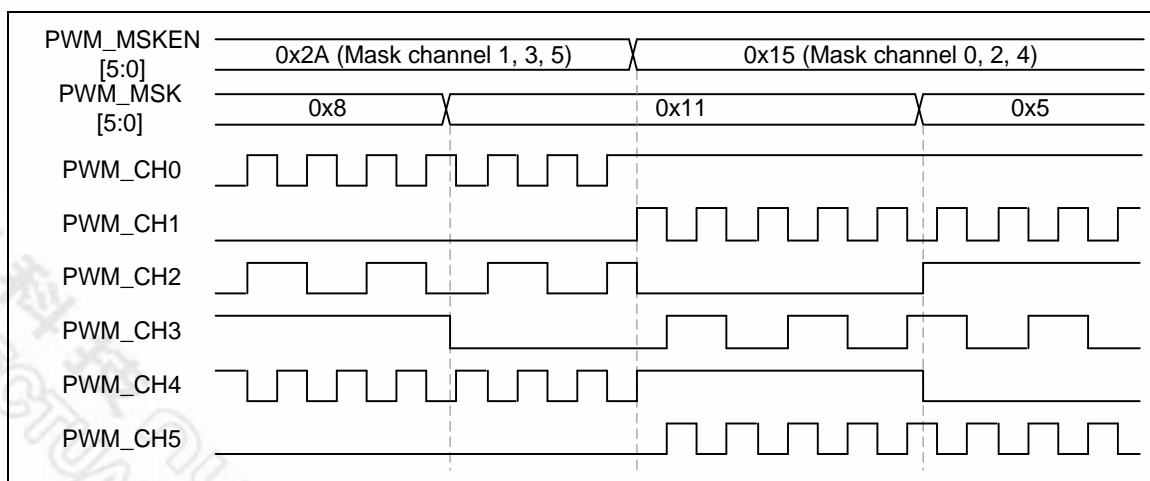 PWM_MSKEN
[5:0]
0x2A (Mask channel 1, 3, 5)
0x15 (Mask channel 0, 2, 4)
PWM_MSK
[5:0]
0x8
0x11
0x5
PWM_CH0
PWM_CH1
PWM_CH2
PWM_CH3
PWM_CH4
PWM_CH5